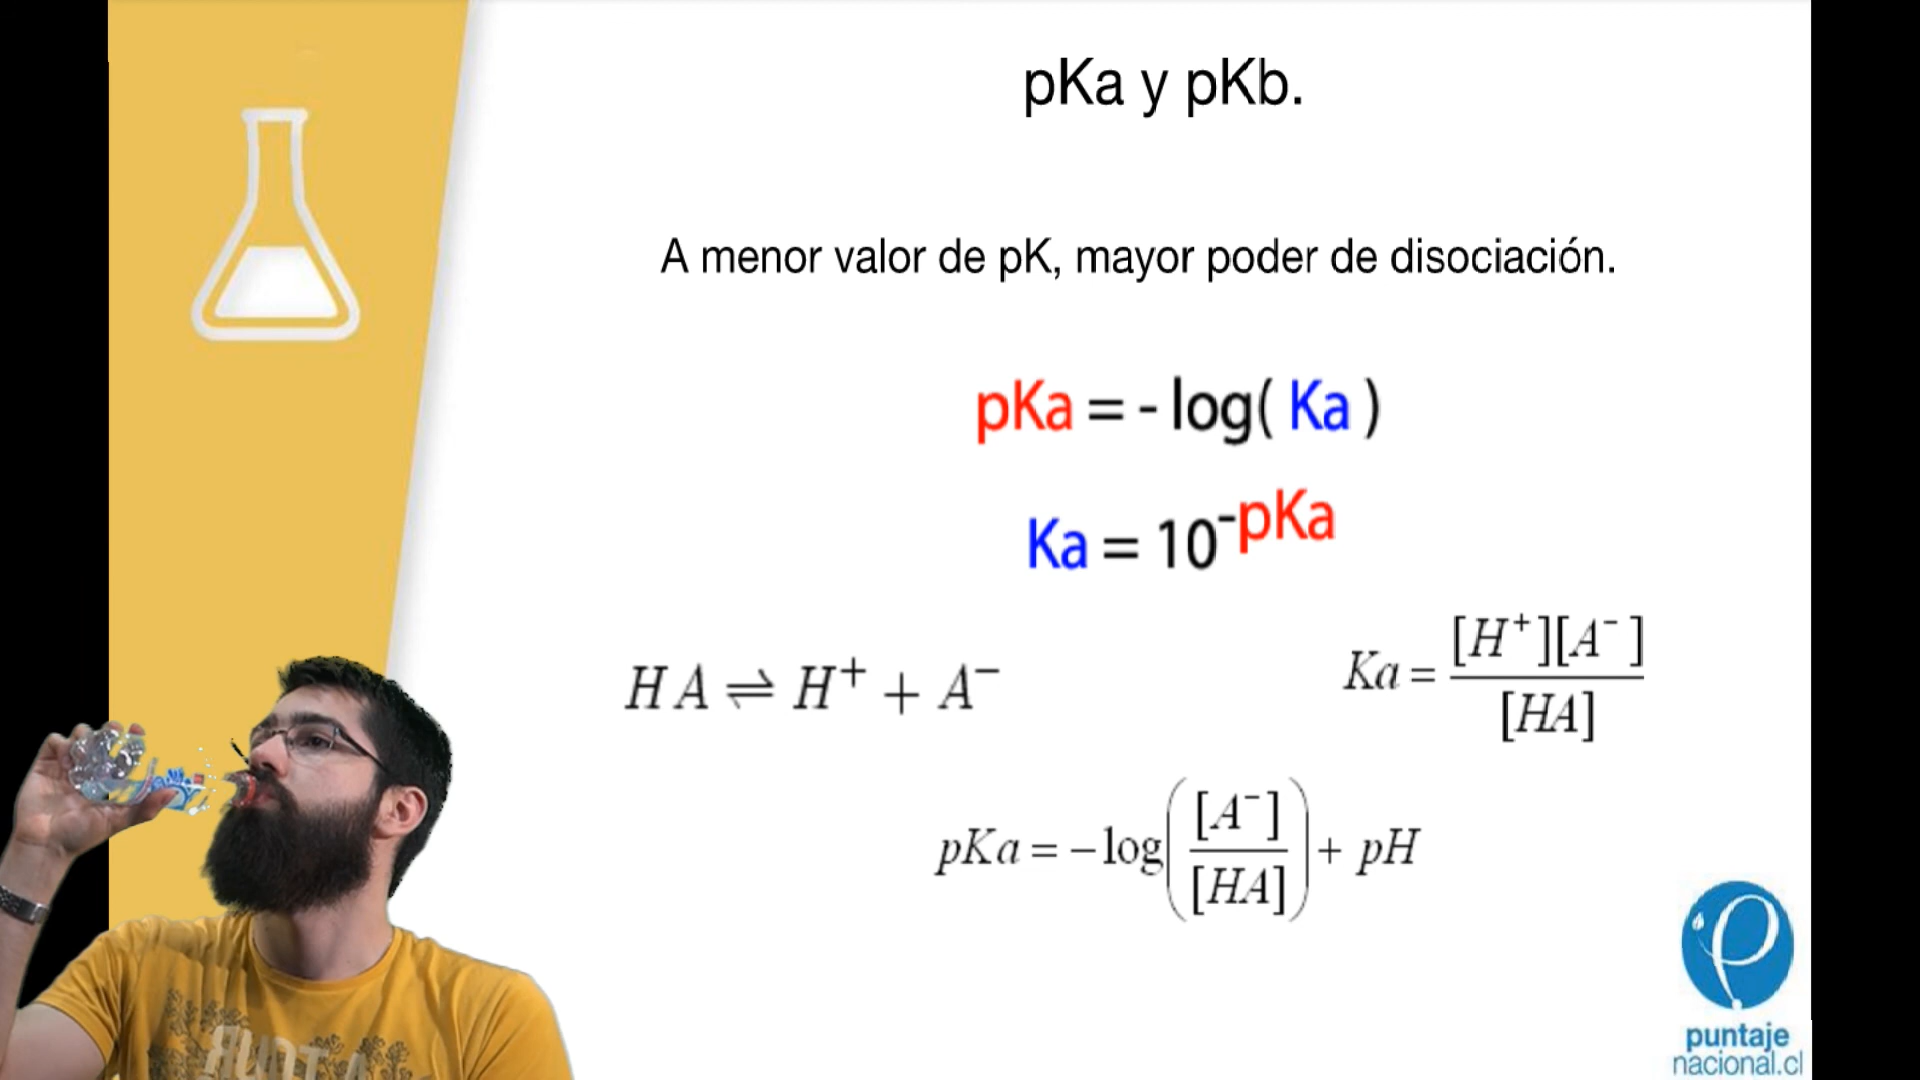 pKa y pKb.
A menor valor de pK, mayor poder de disociación.
pKa = - log( Ka )
Ka = 10^-pKa
HA ⇌ H⁺ + A⁻
Ka = [H⁺][A⁻] / [HA]
pKa = −log([A⁻] / [HA]) + pH
puntaje
nacional.cl